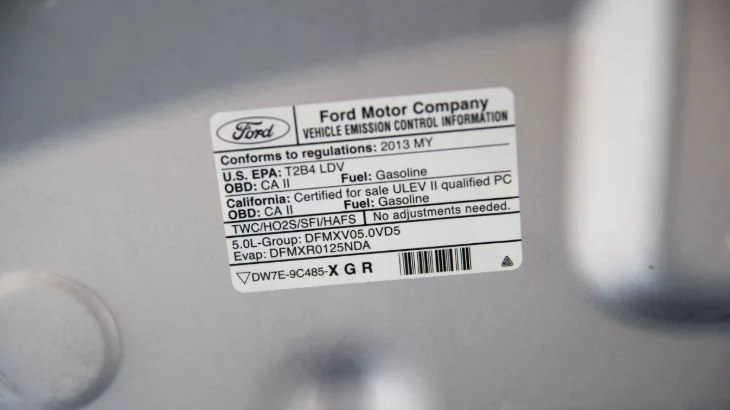 Ford
Ford Motor Company
VEHICLE EMISSION CONTROL INFORMATION
Conforms to regulations: 2013 MY
U.S. EPA: T2B4 LDV
OBD: CA II Fuel: Gasoline
California: Certified for sale ULEV II qualified PC
OBD: CA II Fuel: Gasoline
TWC/HO2S/SFI/HAFS No adjustments needed.
5.0L-Group: DFMXV05.0VD5
Evap: DFMXR0125NDA
DW7E-9C485-X G R